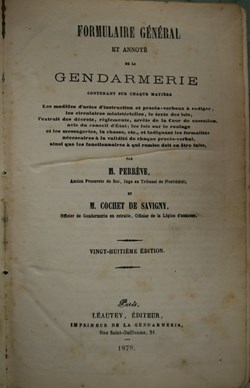 FORMULAIRE GÉNÉRAL
ET ANNOTÉ
DE LA
GENDARMERIE
CONTENANT SUR CHAQUE MATIÈRE
Les modèles d'actes d'instruction et procès-verbaux à rédiger,
les circulaires ministérielles, le texte des lois,
l'extrait des décrets, règlements, arrêts de la Cour de cassation,
avis du conseil d'État; les lois sur le roulage
et les messageries, la chasse, etc., et indiquant les formalités
nécessaires à la validité de chaque procès-verbal,
ainsi que les fonctionnaires à qui remise doit en être faite,
PAR
M. PERRÈVE,
Ancien Procureur du Roi, Juge au Tribunal de Neufchâtel;
ET
M. COCHET DE SAVIGNY,
Officier de Gendarmerie en retraite, Officier de la Légion d'honneur.
VINGT-HUITIÈME ÉDITION.
Paris,
LÉAUTEY, ÉDITEUR,
IMPRIMEUR DE LA GENDARMERIE,
Rue Saint-Guillaume,